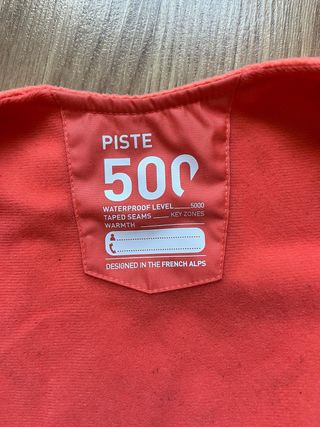 PISTE
500
WATERPROOF LEVEL 5000
TAPED SEAMS KEY ZONES
WARMTH
DESIGNED IN THE FRENCH ALPS